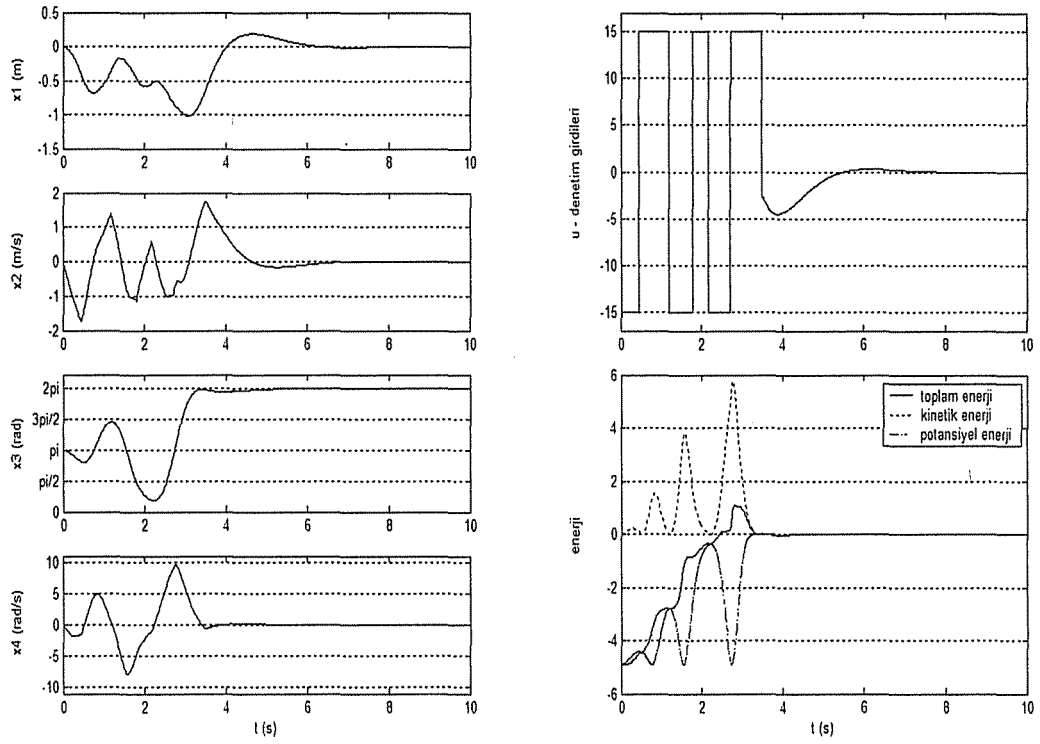 0.5
0
-0.5
-1
-1.5
x1 (m)
0 2 4 6 8 10
2
1
0
-1
-2
x2 (m/s)
0 2 4 6 8 10
2pi
3pi/2
pi
pi/2
0
x3 (rad)
0 2 4 6 8 10
10
5
0
-5
-10
x4 (rad/s)
0 2 4 6 8 10
t (s)
15
10
5
0
-5
-10
-15
u - denetim girdileri
0 2 4 6 8 10
6
4
2
0
-2
-4
-6
enerji
toplam enerji
kinetik enerji
potansiyel enerji
0 2 4 6 8 10
t (s)